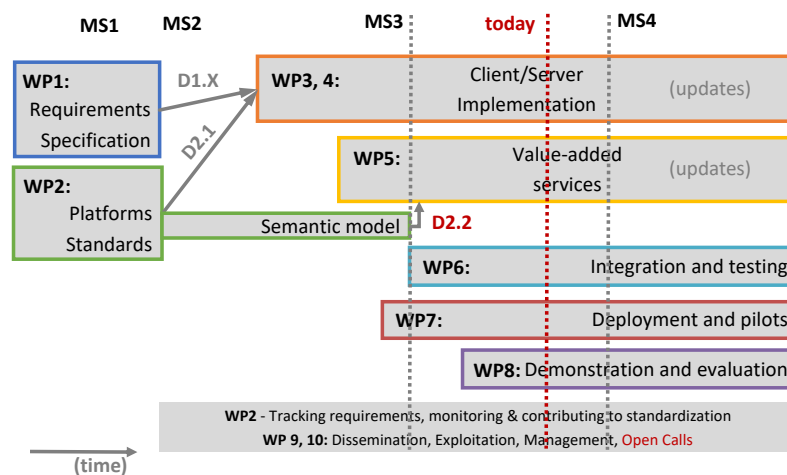 MS1
MS2
MS3
today
MS4
WP1:
Requirements
Specification
D1.X
D2.1
WP3, 4:
Client/Server
Implementation
(updates)
WP5:
Value-added
services
(updates)
WP2:
Platforms
Standards
Semantic model
D2.2
WP6:
Integration and testing
WP7:
Deployment and pilots
WP8: Demonstration and evaluation
WP2 - Tracking requirements, monitoring & contributing to standardization
WP 9, 10: Dissemination, Exploitation, Management, Open Calls
(time)